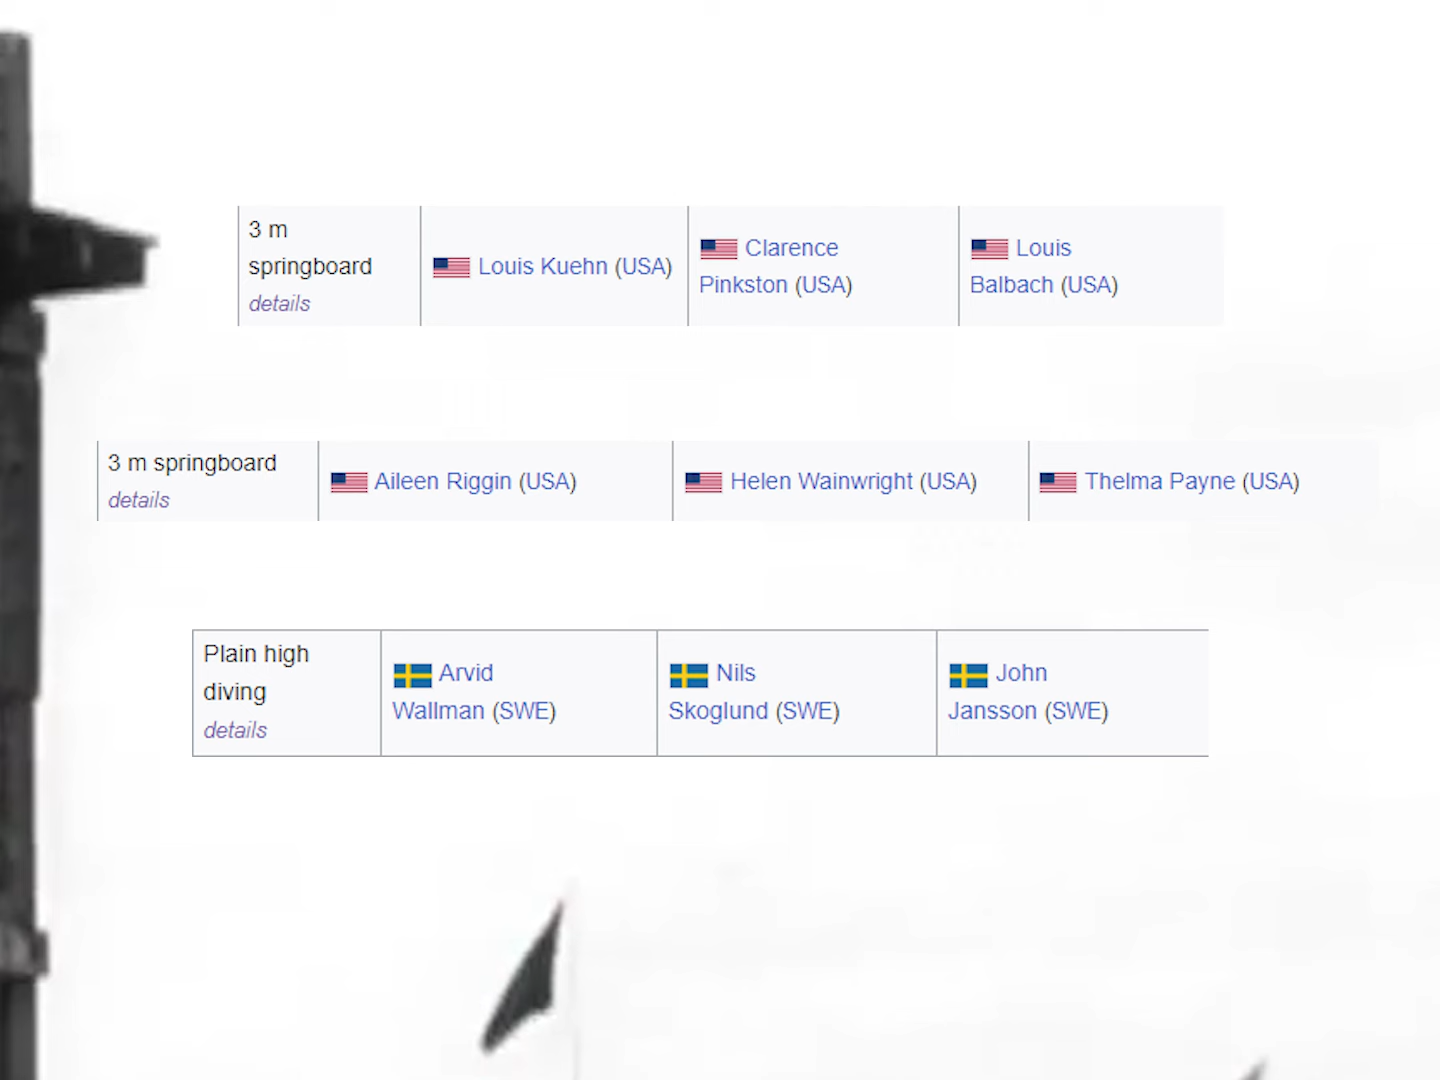 3 m
springboard
details
Louis Kuehn (USA)
Clarence
Pinkston (USA)
Louis
Balbach (USA)
3 m springboard
details
Aileen Riggin (USA)
Helen Wainwright (USA)
Thelma Payne (USA)
Plain high
diving
details
Arvid
Wallman (SWE)
Nils
Skoglund (SWE)
John
Jansson (SWE)